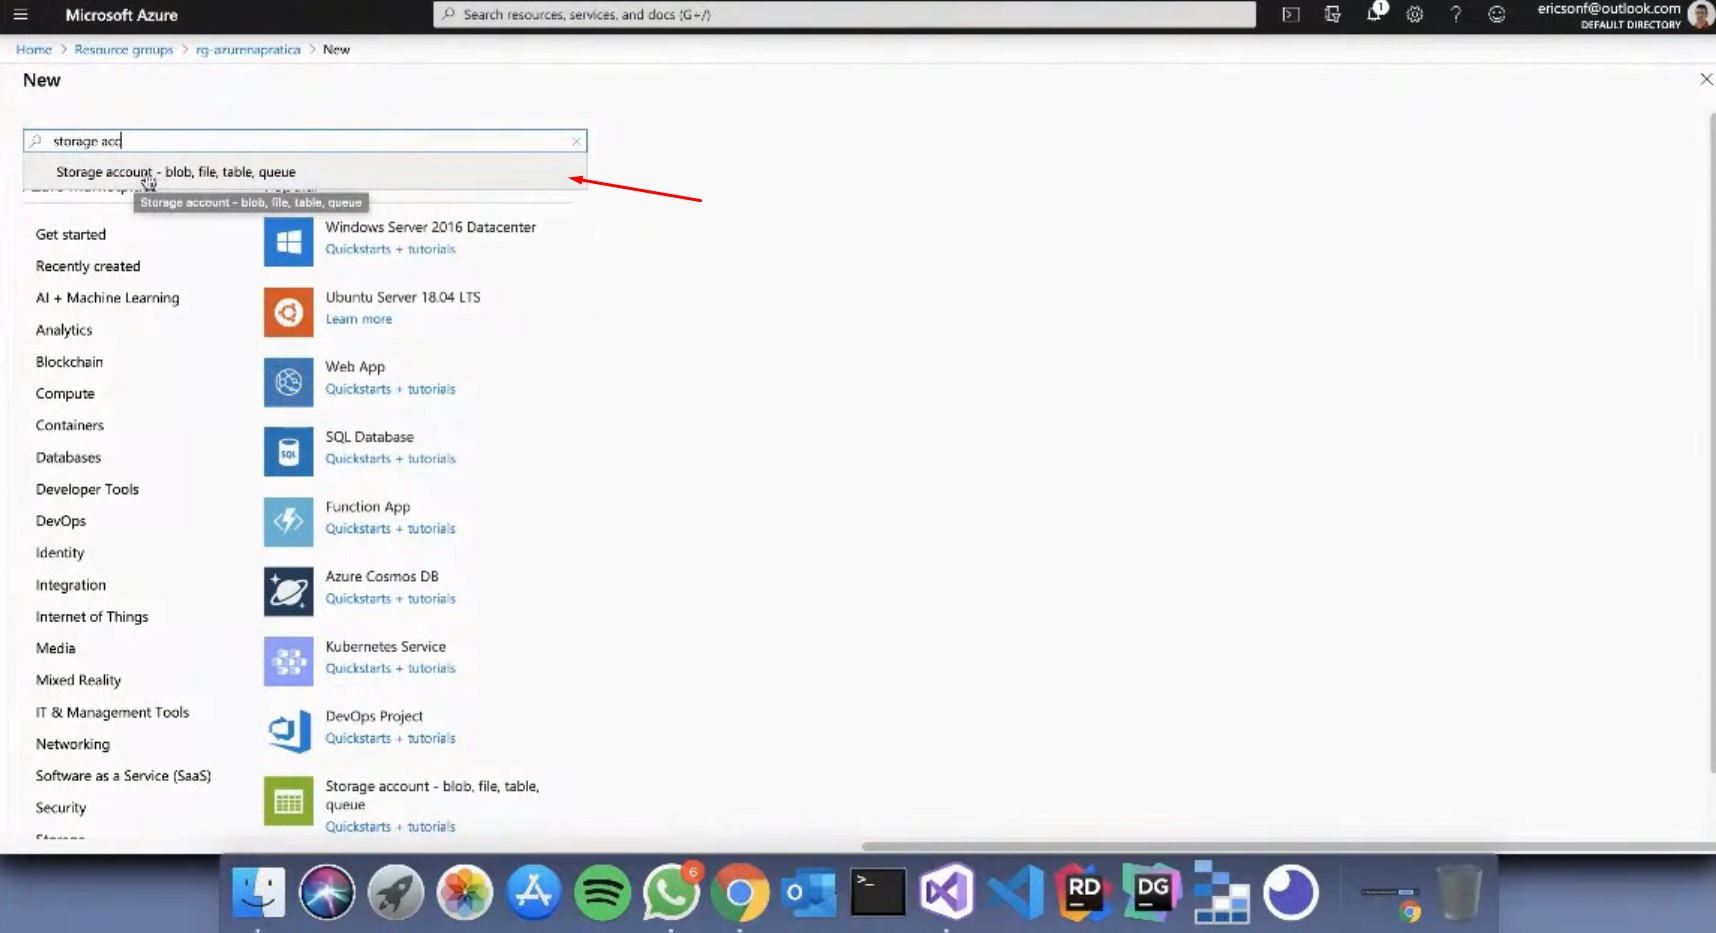 Microsoft Azure
Search resources, services, and docs (G+/)
1
ericsonf@outlook.com
DEFAULT DIRECTORY
Home > Resource groups > rg-azurenapratica > New
New
storage acc
Storage account - blob, file, table, queue
Storage account - blob, file, table, queue
Get started
Recently created
AI + Machine Learning
Analytics
Blockchain
Compute
Containers
Databases
Developer Tools
DevOps
Identity
Integration
Internet of Things
Media
Mixed Reality
IT & Management Tools
Networking
Software as a Service (SaaS)
Security
Storage
Windows Server 2016 Datacenter
Quickstarts + tutorials
Ubuntu Server 18.04 LTS
Learn more
Web App
Quickstarts + tutorials
SQL
SQL Database
Quickstarts + tutorials
Function App
Quickstarts + tutorials
Azure Cosmos DB
Quickstarts + tutorials
Kubernetes Service
Quickstarts + tutorials
DevOps Project
Quickstarts + tutorials
Storage account - blob, file, table,
queue
Quickstarts + tutorials
6
RD
DG